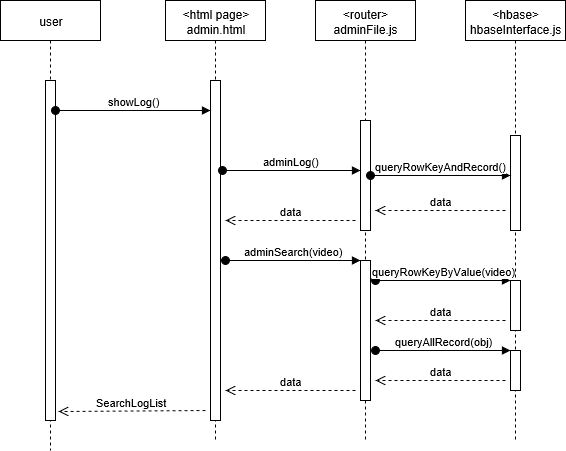 user
<html page>
admin.html
<router>
adminFile.js
<hbase>
hbaseInterface.js
showLog()
adminLog()
queryRowKeyAndRecord()
data
data
adminSearch(video)
queryRowKeyByValue(video)
data
queryAllRecord(obj)
data
data
SearchLogList